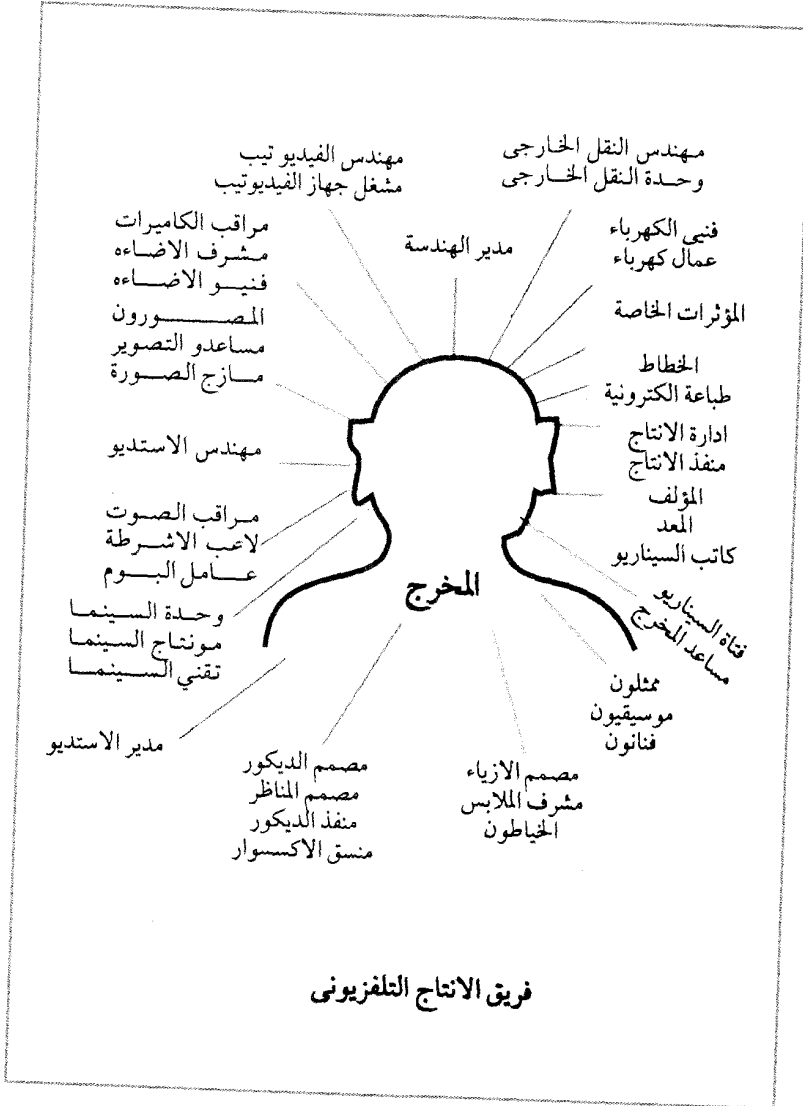 مهندس النقل الخارجى
وحدة النقل الخارجى
مهندس الفيديو تيب
مشغل جهاز الفيديوتيب
مدير الهندسة
فنيى الكهرباء
عمال كهرباء
المؤثرات الخاصة
الخطاط
طباعة الكترونية
ادارة الانتاج
منفذ الانتاج
المؤلف
المعد
كاتب السيناريو
فتاة السيناريو
مساعد المخرج
ممثلون
موسيقيون
فنانون
مصمم الازياء
مشرف الملابس
الخياطون
مصمم الديكور
مصمم المناظر
منفذ الديكور
منسق الاكسسوار
مدير الاستديو
وحدة السينما
مونتاج السينما
تقني السينما
مراقب الصوت
لاعب الاشرطة
عامل البوم
مهندس الاستديو
مراقب الكاميرات
مشرف الاضاءه
فنيو الاضاءه
المصورون
مساعدو التصوير
مازج الصورة
المخرج
فريق الانتاج التلفزيونى